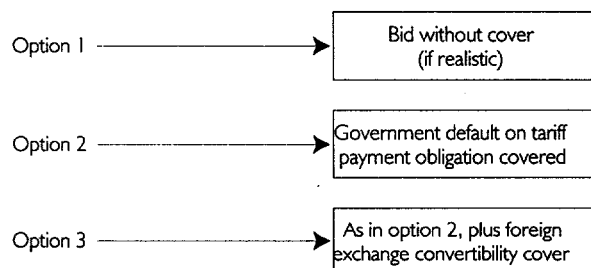 Option 1
Bid without cover
(if realistic)
Option 2
Government default on tariff
payment obligation covered
Option 3
As in option 2, plus foreign
exchange convertibility cover